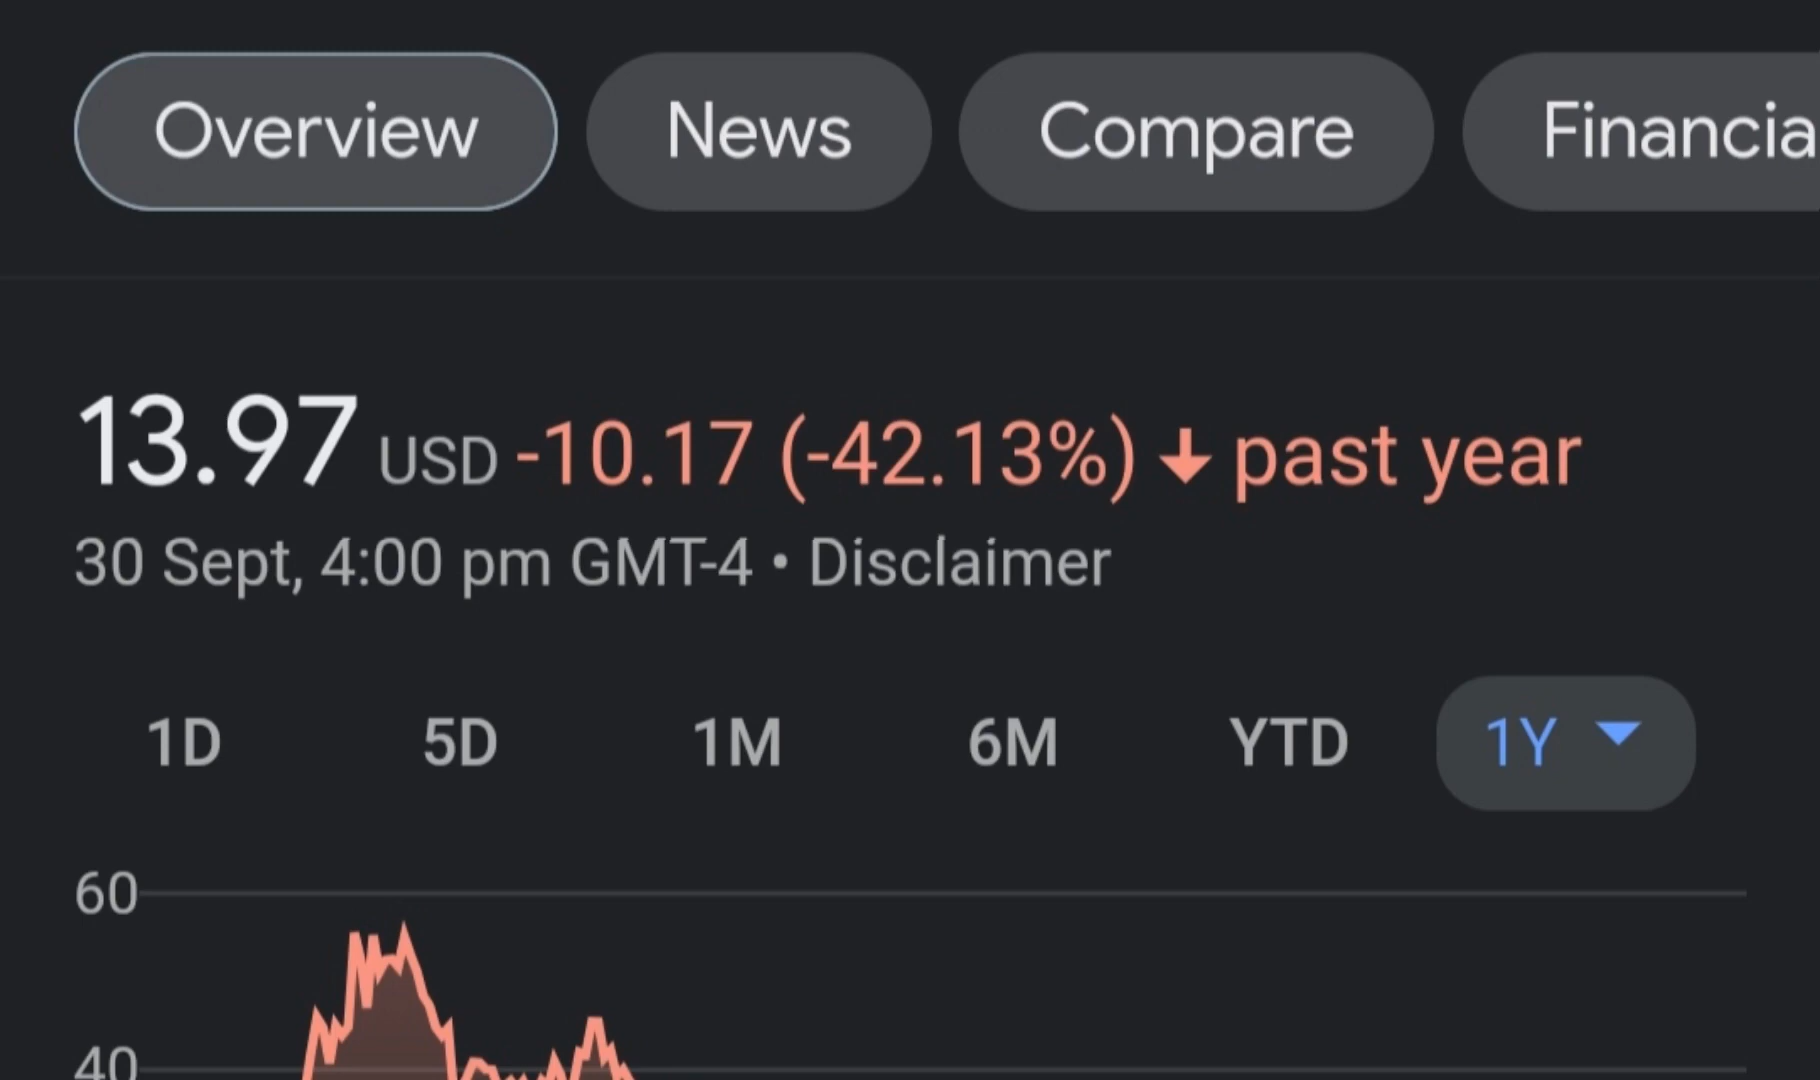 Overview News Compare Financia
13.97 USD -10.17 (-42.13%) ↓ past year
30 Sept, 4:00 pm GMT-4 • Disclaimer
1D 5D 1M 6M YTD 1Y
60
40